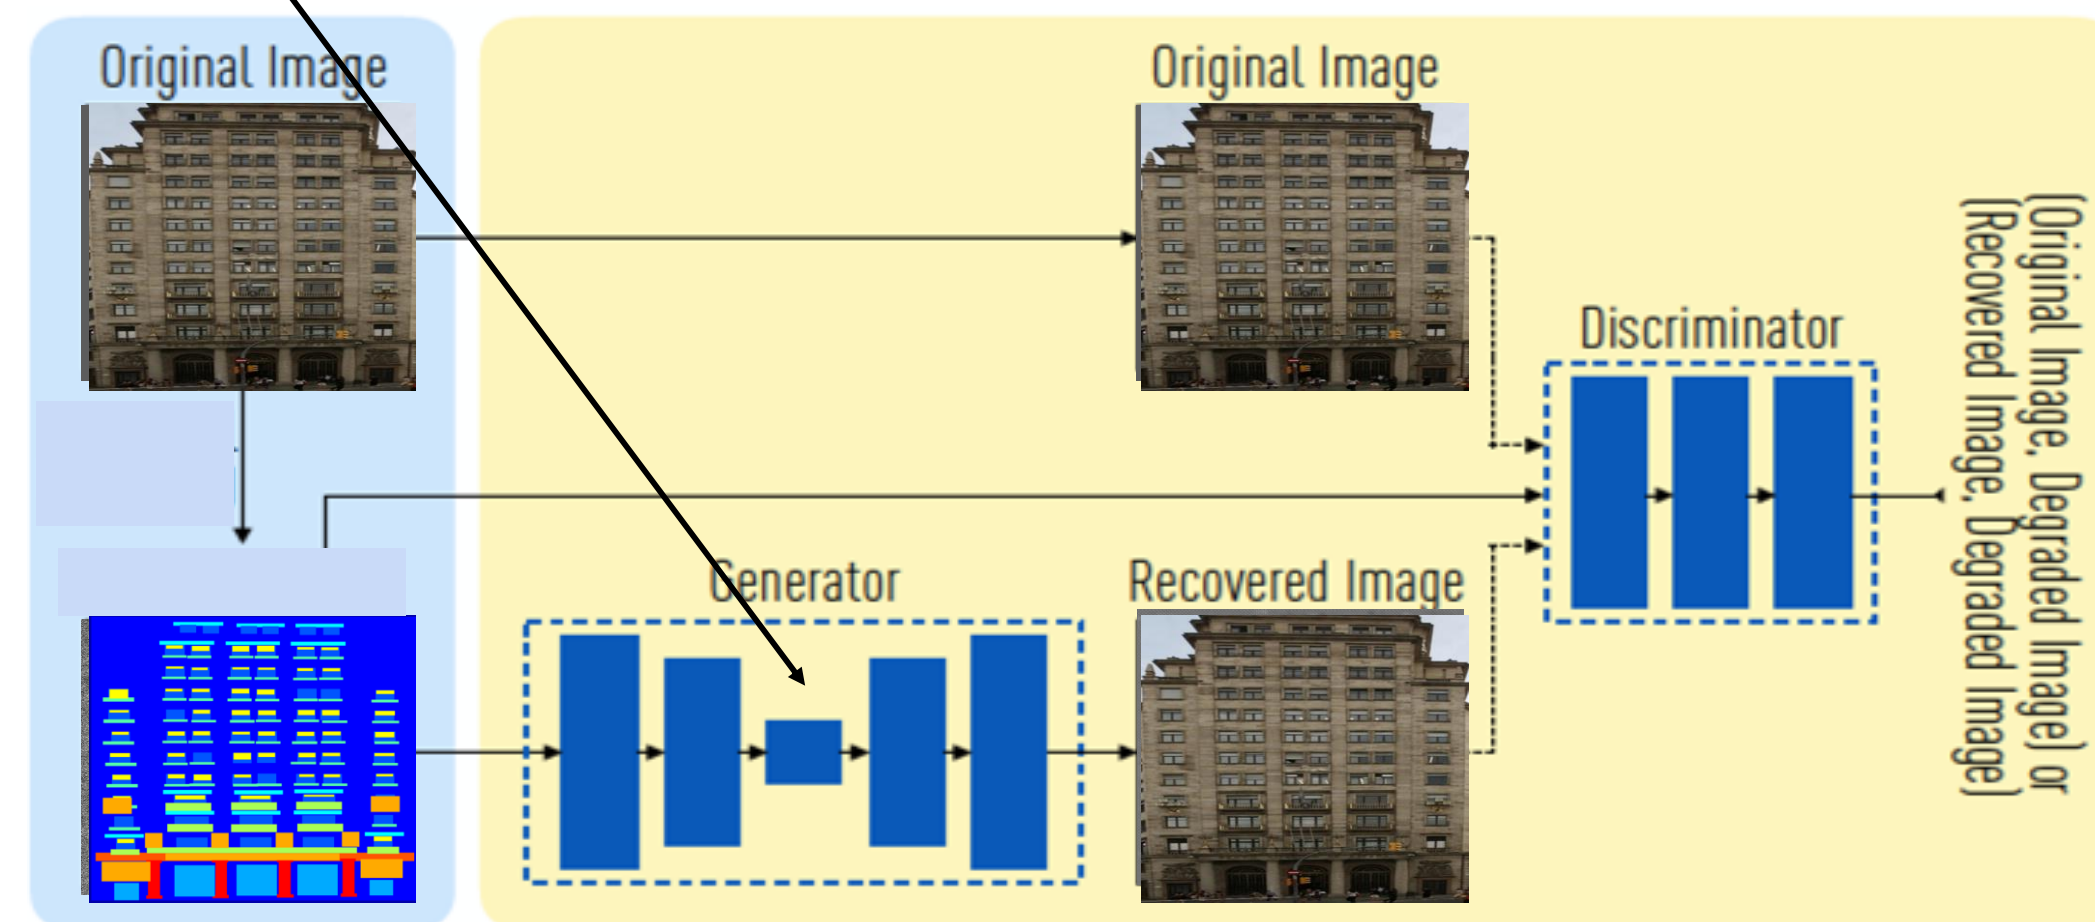 Original Image
Original Image
Discriminator
Generator
Recovered Image
(Original Image, Degraded Image) or
(Recovered Image, Degraded Image)